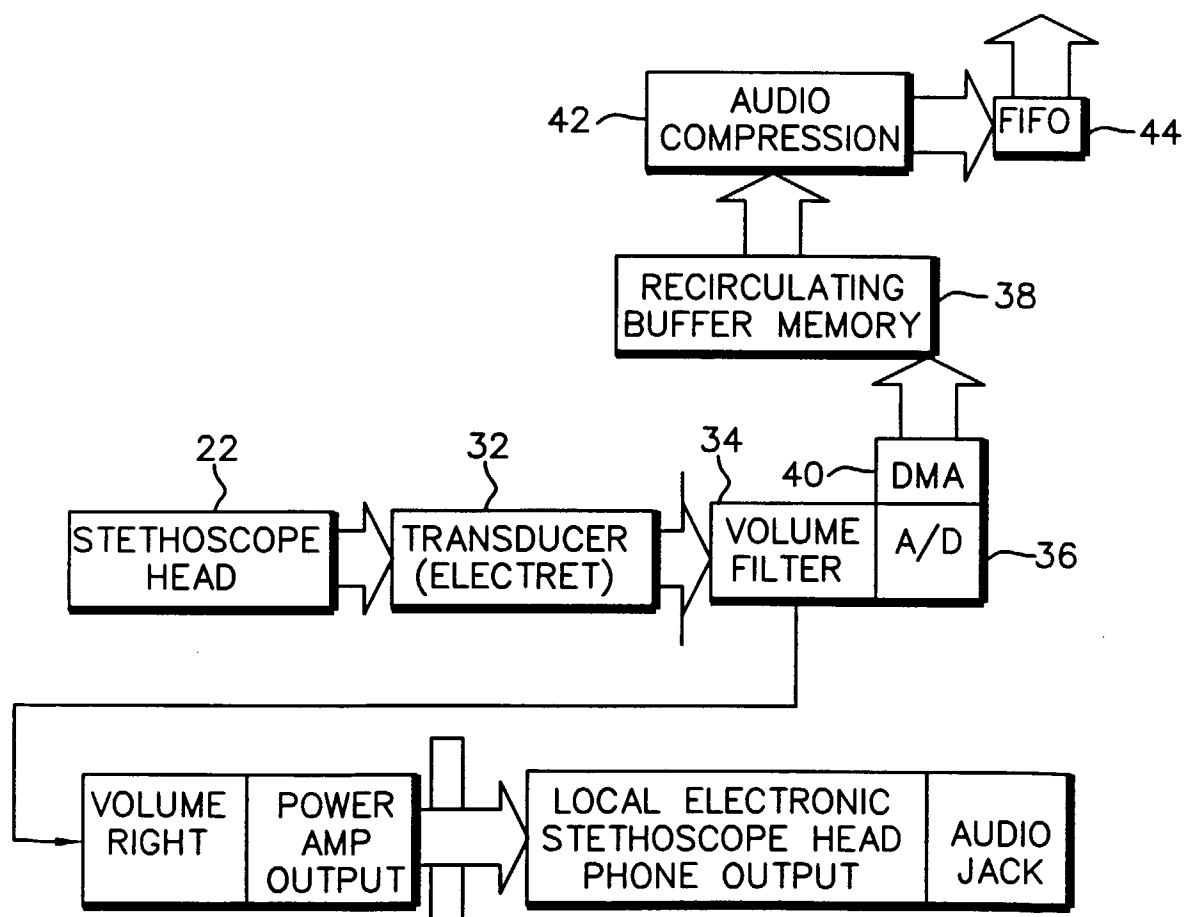 42
AUDIO
COMPRESSION
FIFO
44
RECIRCULATING
BUFFER MEMORY
38
22
STETHOSCOPE
HEAD
32
TRANSDUCER
(ELECTRET)
34
VOLUME
FILTER
40
DMA
A/D
36
VOLUME
RIGHT
POWER
AMP
OUTPUT
LOCAL ELECTRONIC
STETHOSCOPE HEAD
PHONE OUTPUT
AUDIO
JACK